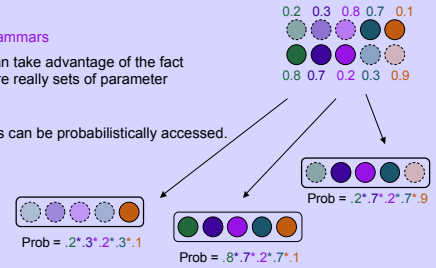 0.2 0.3 0.8 0.7 0.1
ammars
an take advantage of the fact
re really sets of parameter
0.8 0.7 0.2 0.3 0.9
s can be probabilistically accessed.
Prob = .2*.7*.2*.7*.9
Prob = .2*.3*.2*.3*.1
Prob = .8*.7*.2*.7*.1